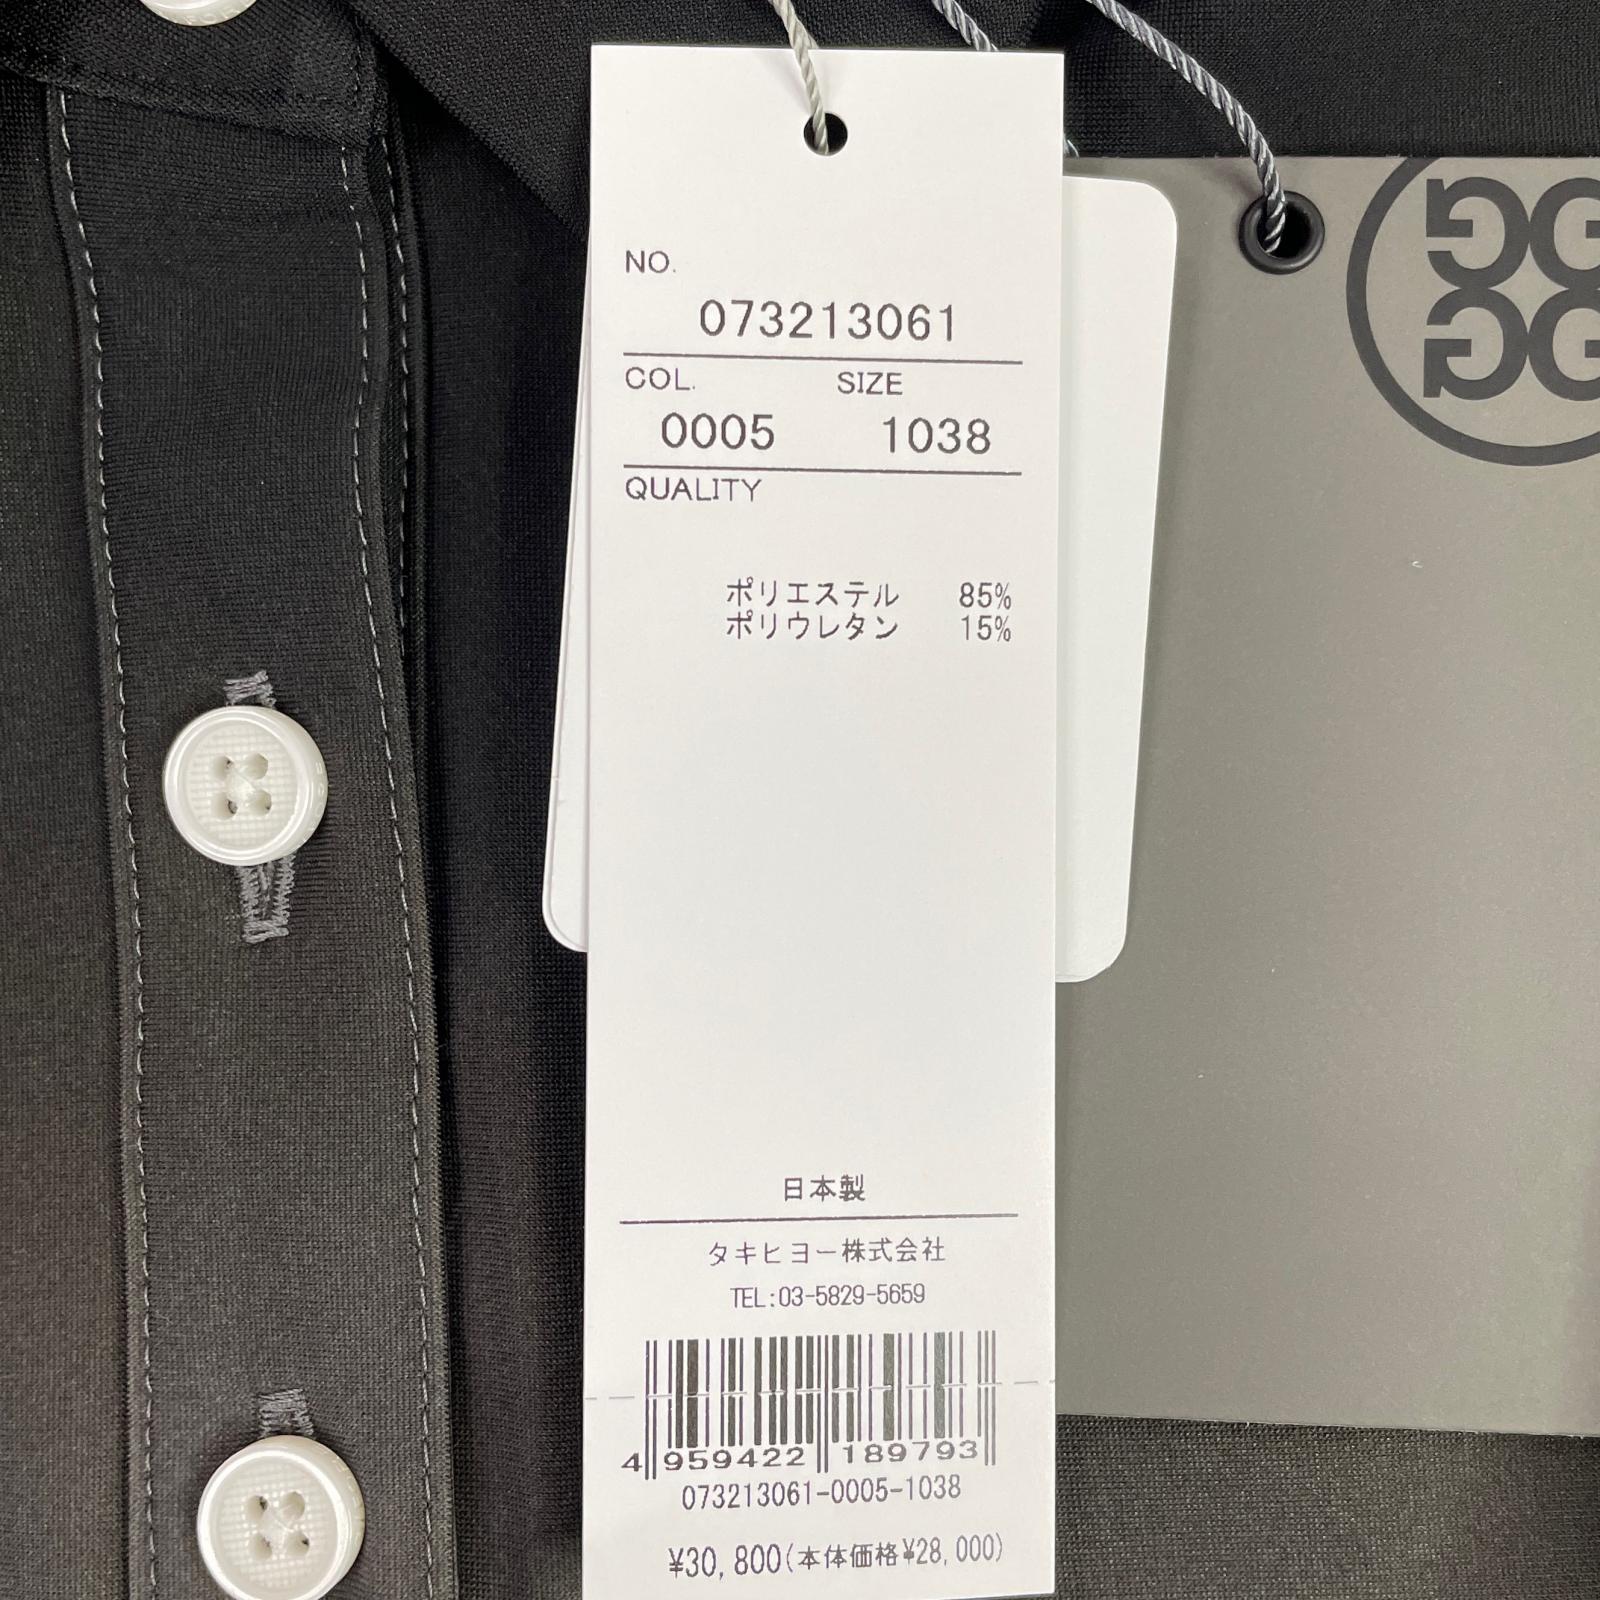 NO.
073213061
COL. SIZE
0005 1038
QUALITY
ポリエステル 85%
ポリウレタン 15%
日本製
タキヒヨー株式会社
TEL:03-5829-5659
4 959422 189793
073213061-0005-1038
¥30,800(本体価格¥28,000)
GG
GG